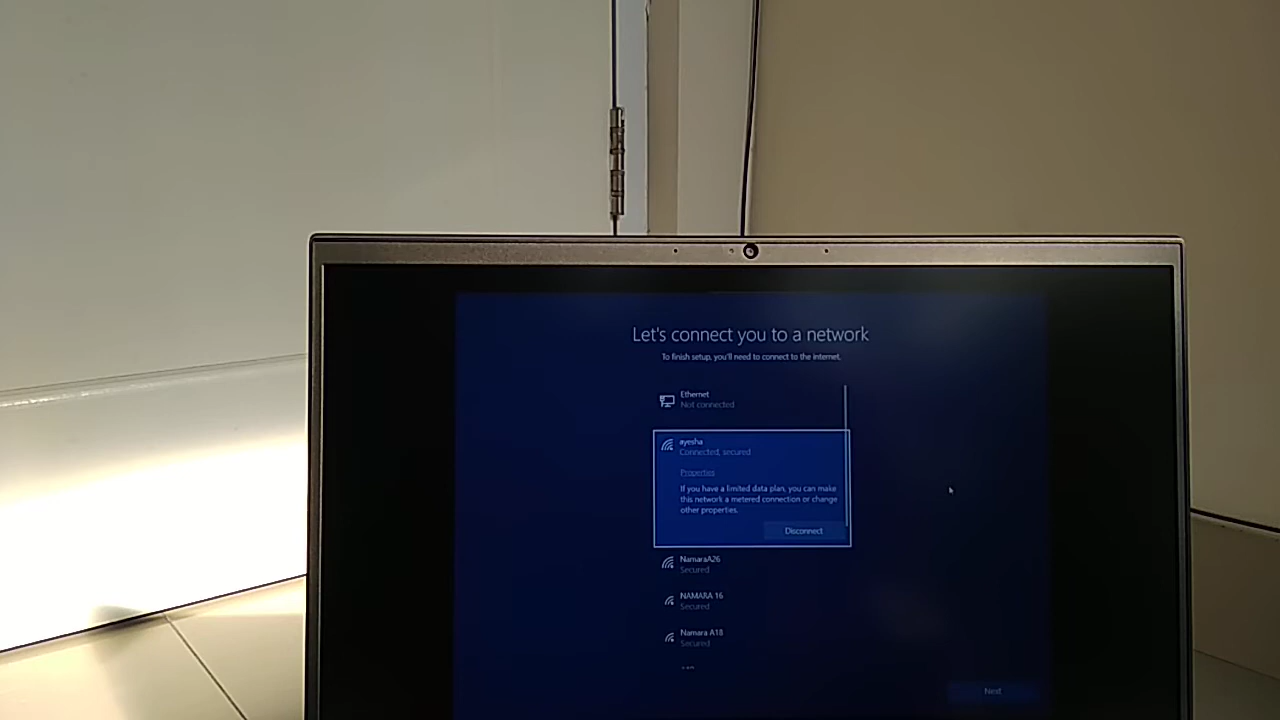 Let's connect you to a network
To finish setup, you'll need to connect to the internet.
Ethernet
Not connected
ayesha
Connected, secured
Properties
If you have a limited data plan, you can make
this network a metered connection or change
other properties.
Disconnect
NamaraA26
Secured
NAMARA 16
Secured
Namara A18
Secured
Next